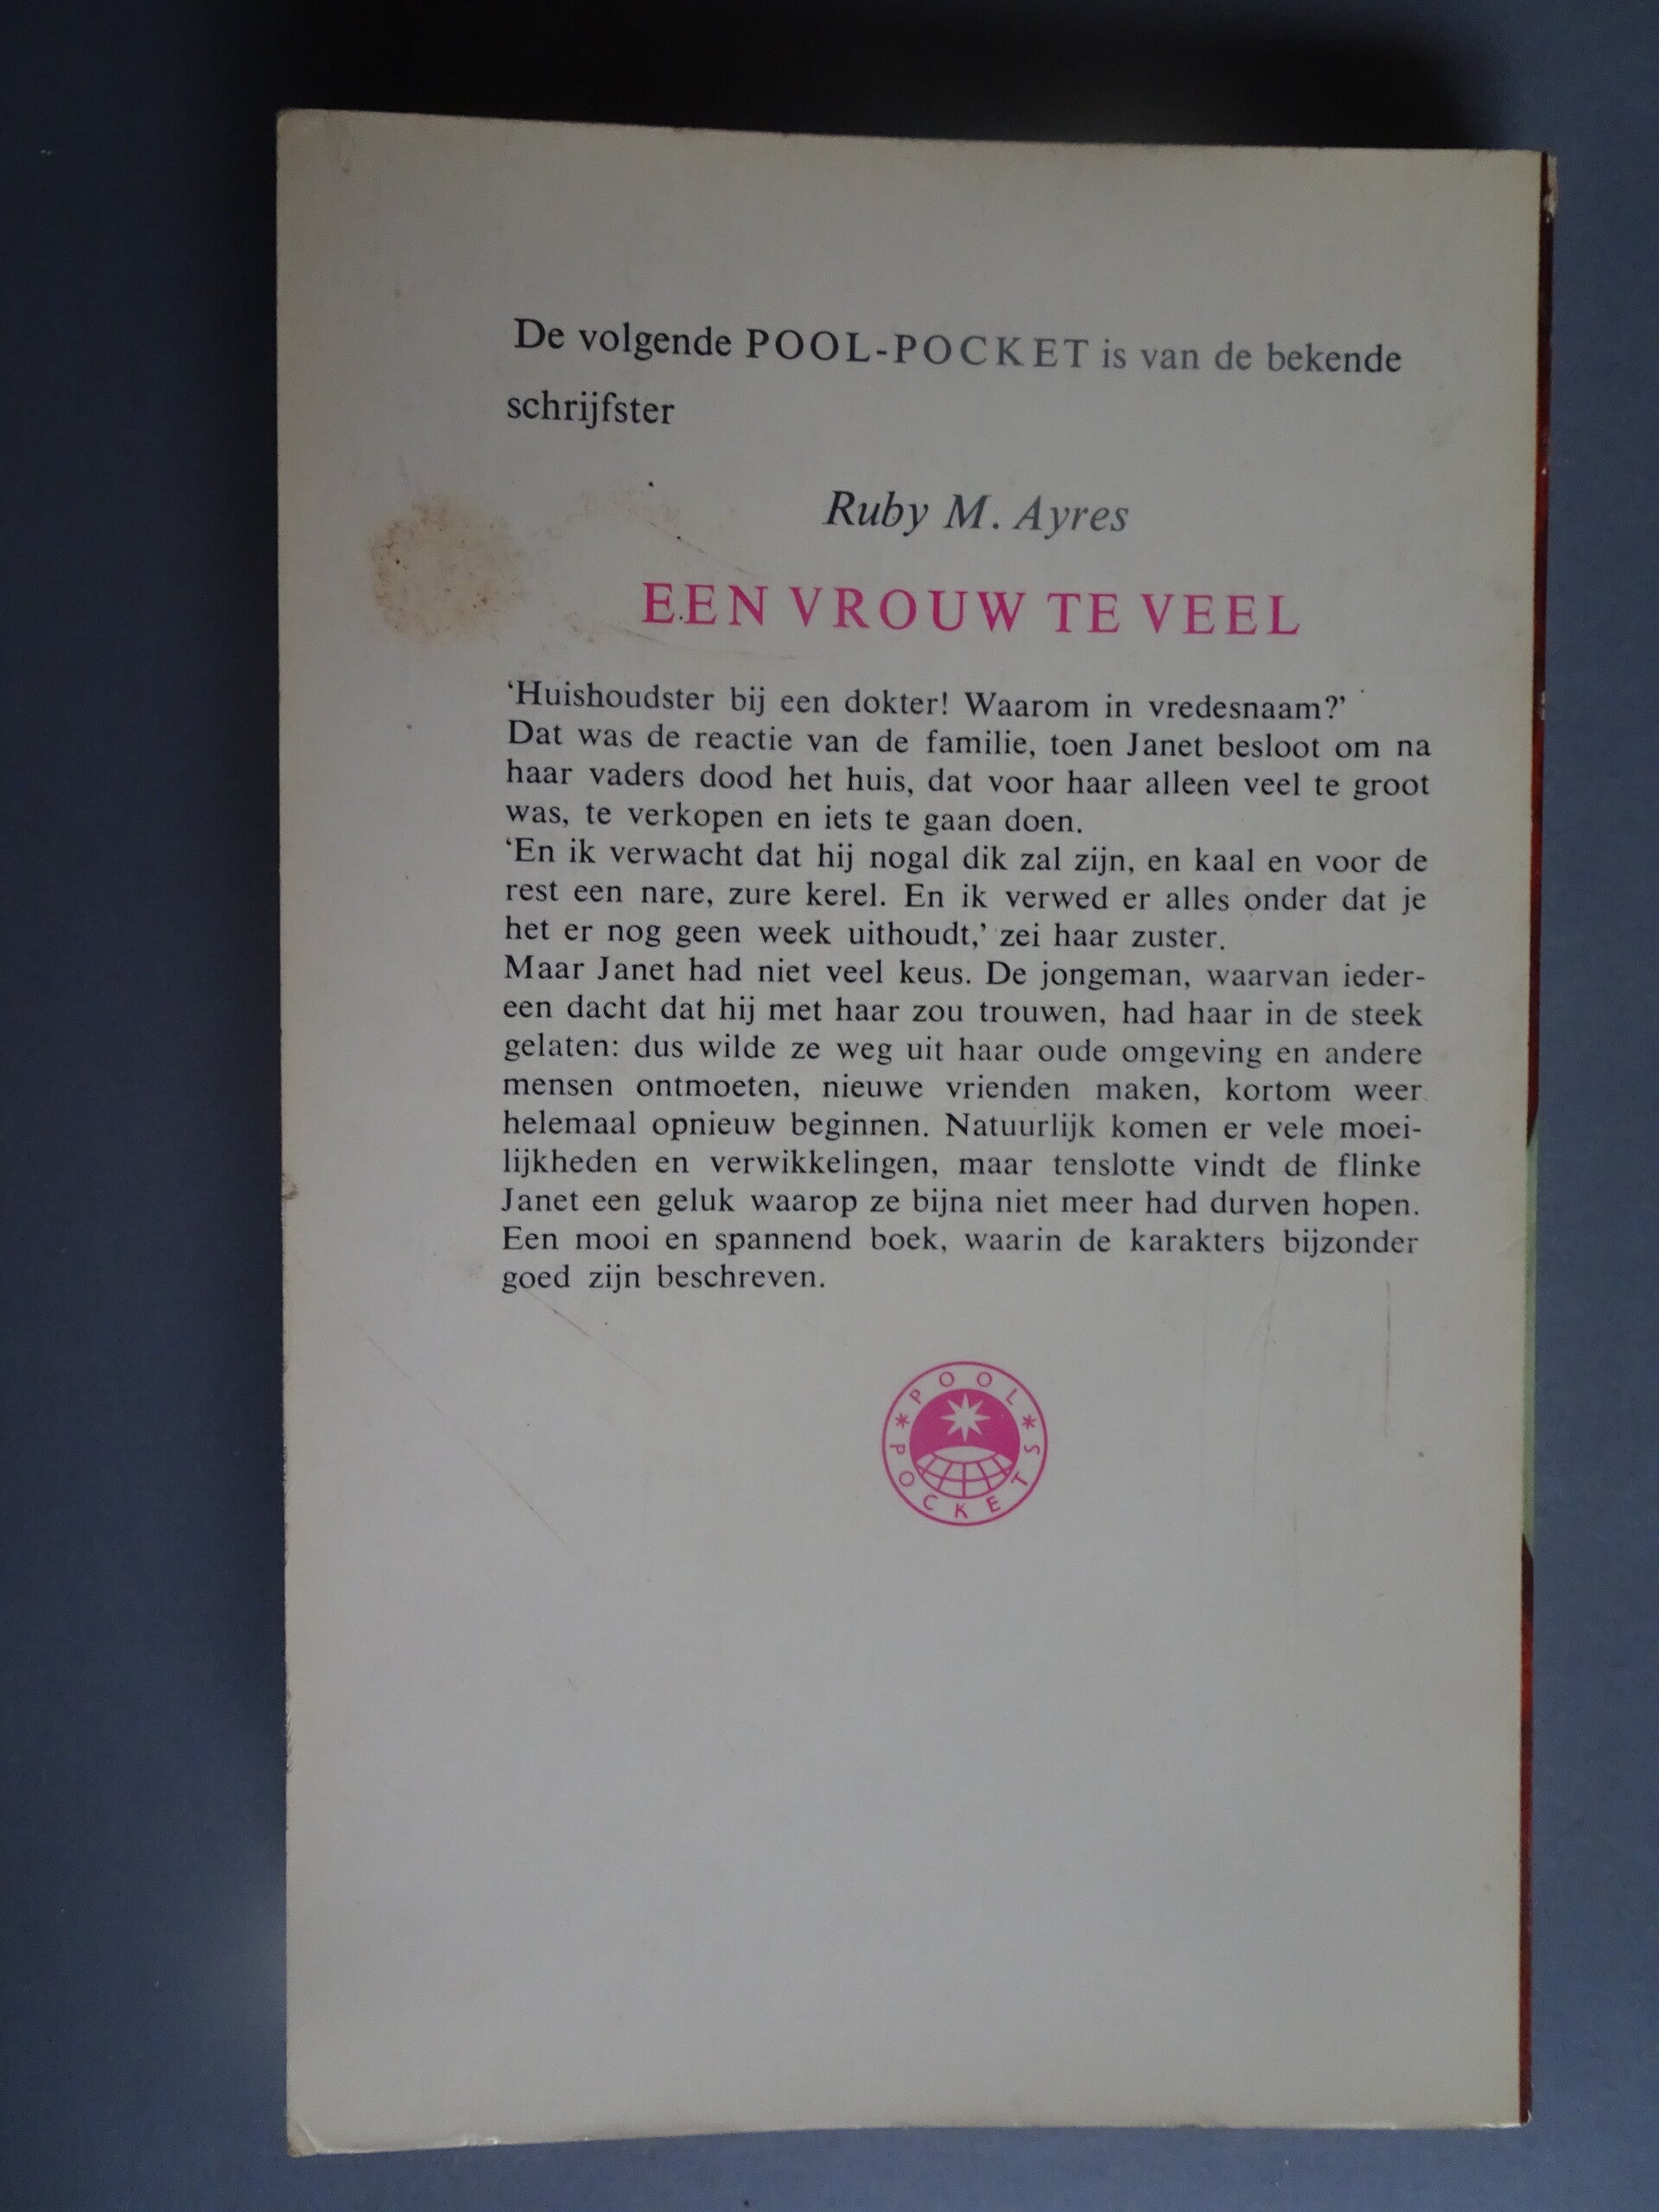 De volgende POOL-POCKET is van de bekende
schrijfster
Ruby M. Ayres
EEN VROUW TE VEEL
‘Huishoudster bij een dokter! Waarom in vredesnaam?’
Dat was de reactie van de familie, toen Janet besloot om na
haar vaders dood het huis, dat voor haar alleen veel te groot
was, te verkopen en iets te gaan doen.
‘En ik verwacht dat hij nogal dik zal zijn, en kaal en voor de
rest een nare, zure kerel. En ik verwed er alles onder dat je
het er nog geen week uithoudt,’ zei haar zuster.
Maar Janet had niet veel keus. De jongeman, waarvan ieder-
een dacht dat hij met haar zou trouwen, had haar in de steek
gelaten: dus wilde ze weg uit haar oude omgeving en andere
mensen ontmoeten, nieuwe vrienden maken, kortom weer
helemaal opnieuw beginnen. Natuurlijk komen er vele moei-
lijkheden en verwikkelingen, maar tenslotte vindt de flinke
Janet een geluk waarop ze bijna niet meer had durven hopen.
Een mooi en spannend boek, waarin de karakters bijzonder
goed zijn beschreven.
* POOL *
POCKETS